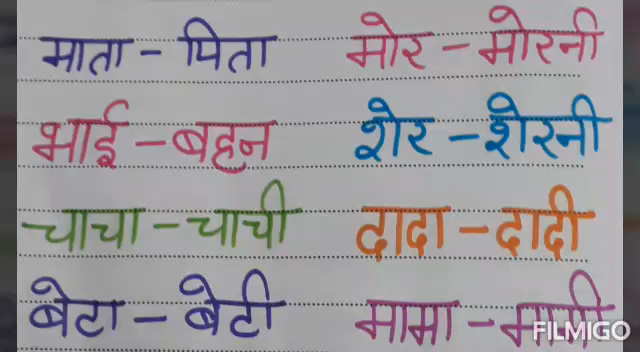 माता - पिता मोर - मोरनी
भाई - बहन शेर - शेरनी
चाचा - चाची दादा - दादी
बेटा - बेटी मामा - मामी
FILMIGO